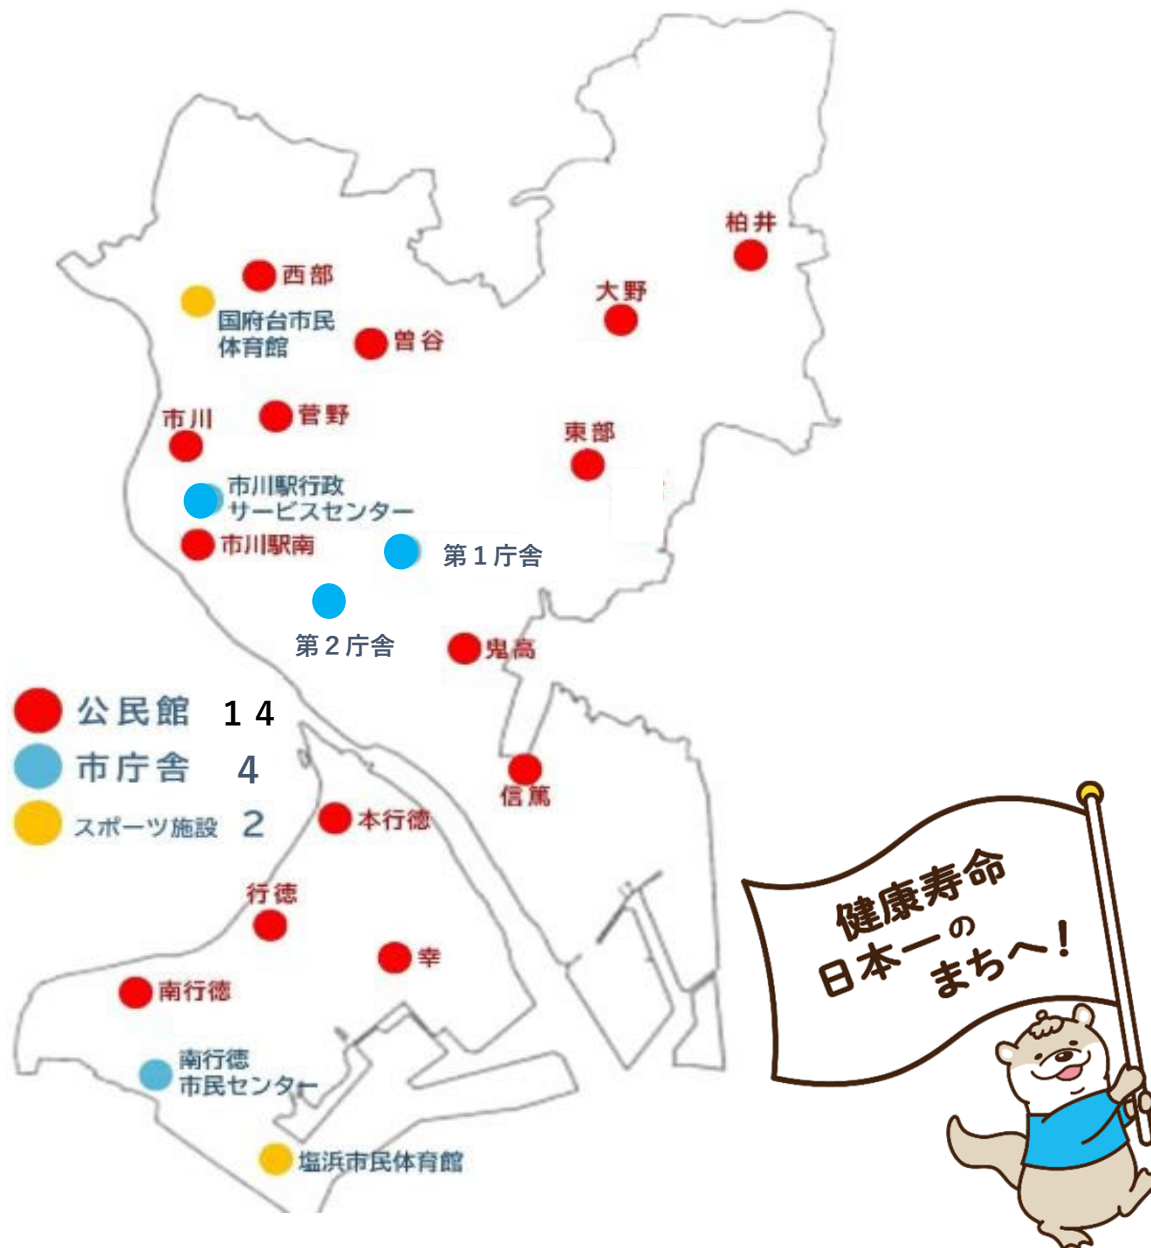 柏井
西部
大野
国府台市民
体育館
曽谷
市川
菅野
東部
市川駅行政
サービスセンター
市川駅南
第１庁舎
第２庁舎
鬼高
公民館 １４
市庁舎 ４
スポーツ施設 ２
信篤
本行徳
行徳
幸
南行徳
南行徳
市民センター
塩浜市民体育館
健康寿命
日本一の
まちへ！